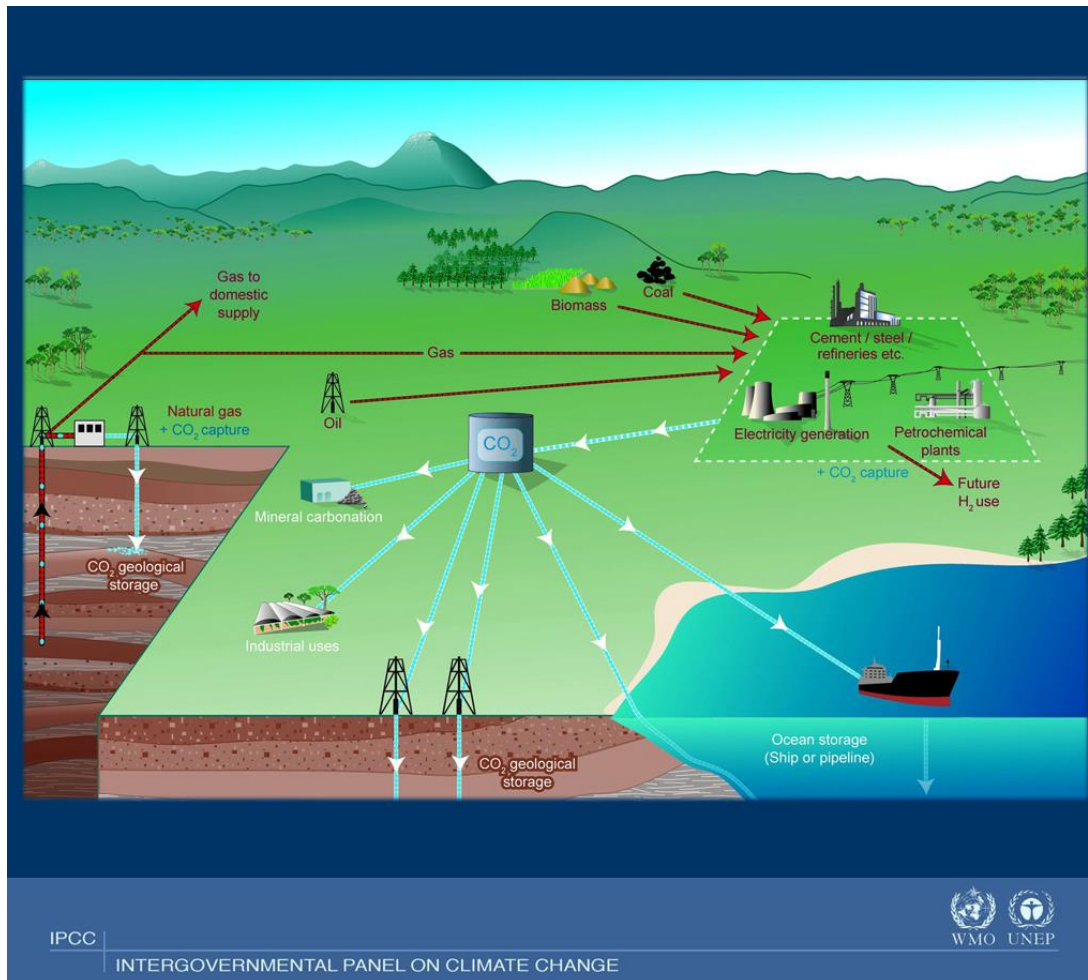 Gas to
domestic
supply
Biomass
Coal
Cement / steel /
refineries etc.
Gas
Oil
Natural gas
+ CO₂ capture
CO₂
Electricity generation
Petrochemical
plants
+ CO₂ capture
Future
H₂ use
Mineral carbonation
CO₂ geological
storage
Industrial uses
Ocean storage
(Ship or pipeline)
CO₂ geological
storage
WMO UNEP
IPCC
INTERGOVERNMENTAL PANEL ON CLIMATE CHANGE